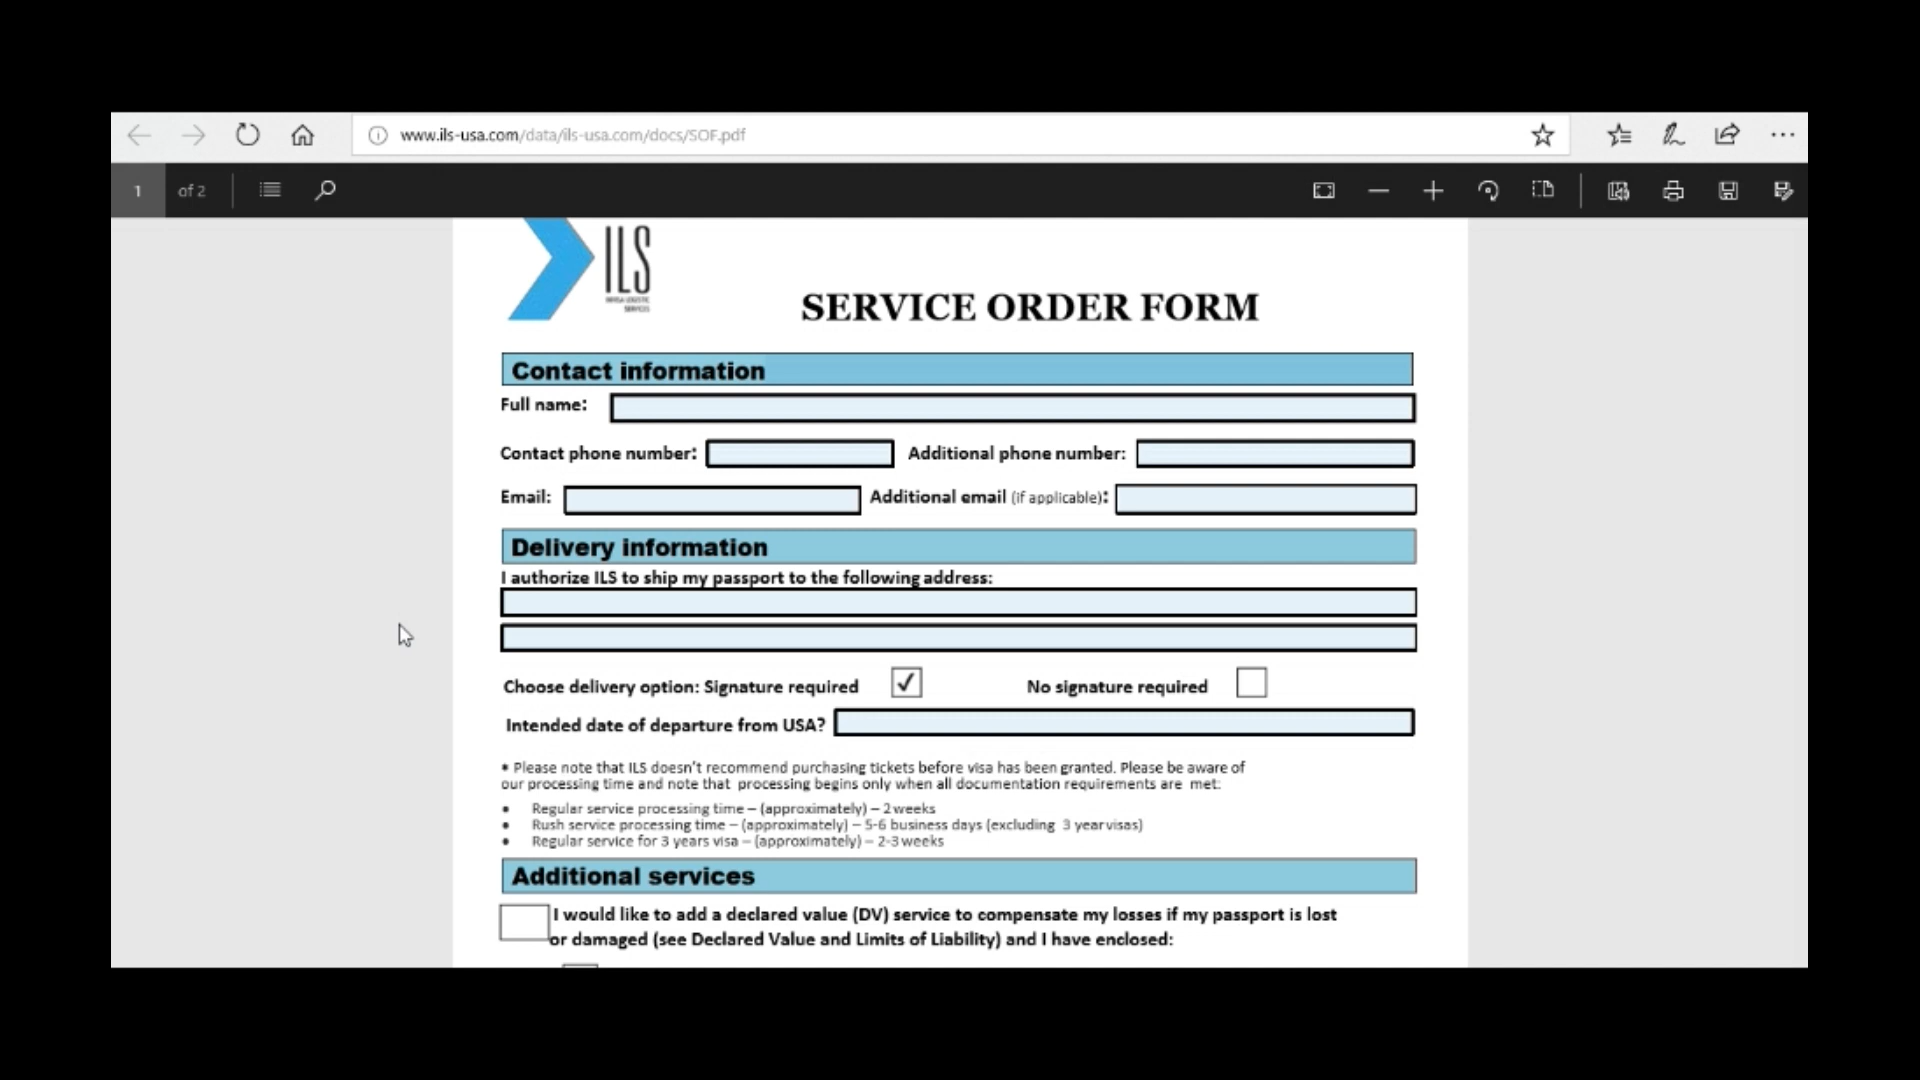 www.ils-usa.com/data/ils-usa.com/docs/SOF.pdf
1 of 2
ILS
SERVICES
SERVICE ORDER FORM
Contact information
Full name:
Contact phone number: Additional phone number:
Email: Additional email (if applicable):
Delivery information
I authorize ILS to ship my passport to the following address:
Choose delivery option: Signature required ✓ No signature required
Intended date of departure from USA?
* Please note that ILS doesn't recommend purchasing tickets before visa has been granted. Please be aware of
our processing time and note that processing begins only when all documentation requirements are met:
• Regular service processing time – (approximately) – 2 weeks
• Rush service processing time – (approximately) – 5-6 business days (excluding 3 year visas)
• Regular service for 3 years visa – (approximately) – 2-3 weeks
Additional services
I would like to add a declared value (DV) service to compensate my losses if my passport is lost
or damaged (see Declared Value and Limits of Liability) and I have enclosed: